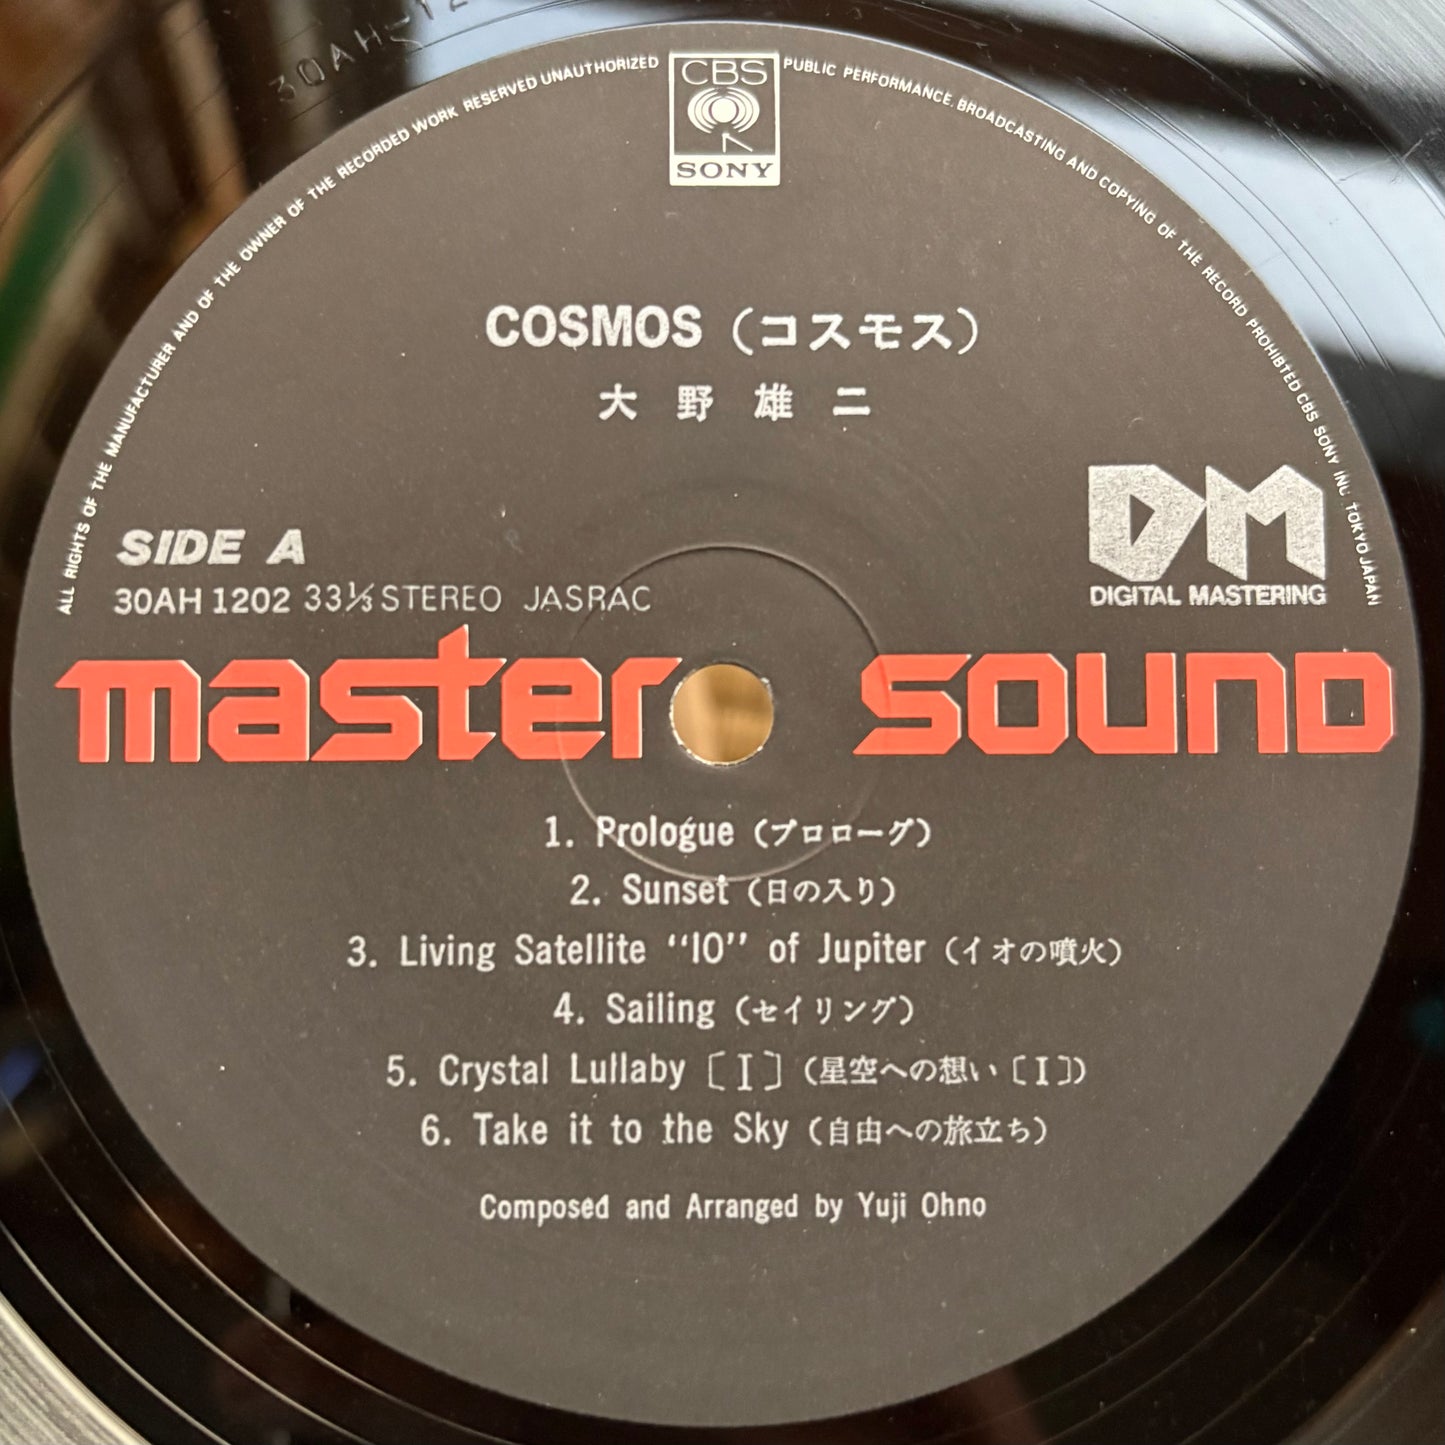 30AH-12
CBS
SONY
ALL RIGHTS OF THE MANUFACTURER AND OF THE OWNER OF THE RECORDED WORK RESERVED UNAUTHORIZED PUBLIC PERFORMANCE. BROADCASTING AND COPYING OF THE RECORD PROHIBTED CBS SONY INC. TOKYO JAPAN
COSMOS (コスモス)
大野雄二
DM
DIGITAL MASTERING
SIDE A
30AH 1202 33⅓ STEREO JASRAC
master sound
1. Prologue (プロローグ)
2. Sunset (日の入り)
3. Living Satellite “IO” of Jupiter (イオの噴火)
4. Sailing (セイリング)
5. Crystal Lullaby [I] (星空への想い[I])
6. Take it to the Sky (自由への旅立ち)
Composed and Arranged by Yuji Ohno